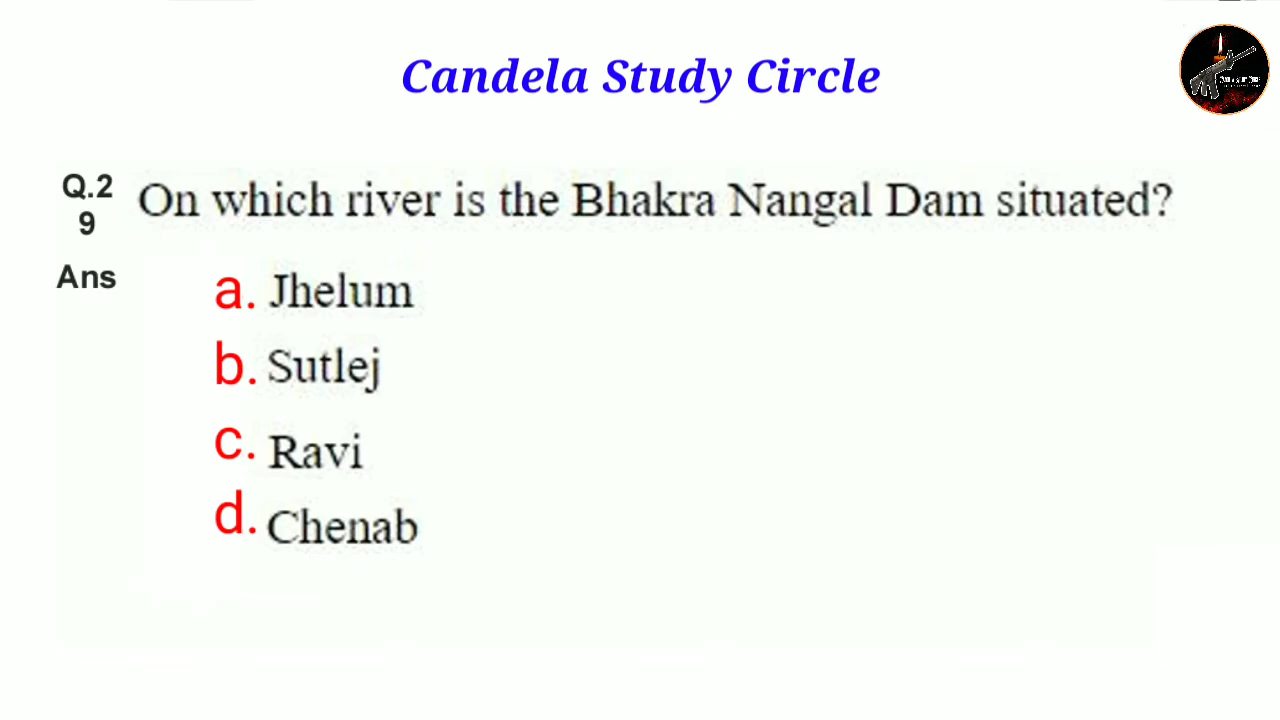 Candela Study Circle
Q.2 On which river is the Bhakra Nangal Dam situated?
9
Ans
a. Jhelum
b. Sutlej
c. Ravi
d. Chenab